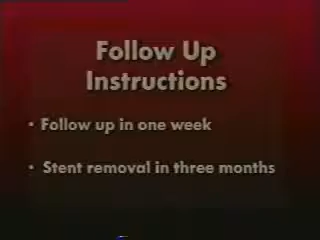 Follow Up
Instructions
• Follow up in one week
• Stent removal in three months